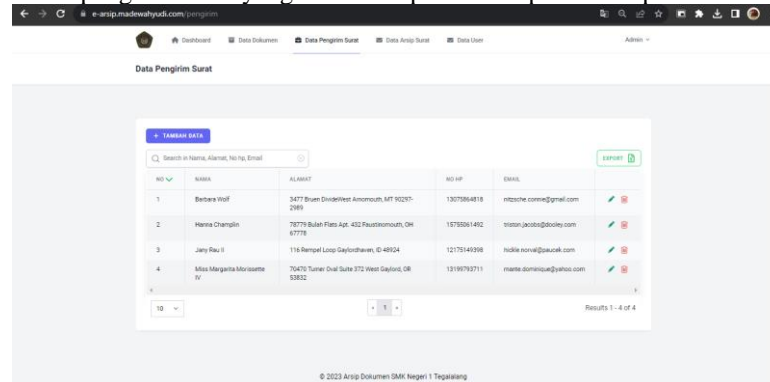 e-arsip.madewahyudi.com/pengirim
Dashboard Data Dokumen Data Pengirim Surat Data Arsip Surat Data User Admin
Data Pengirim Surat
+ TAMBAH DATA
Search in Nama, Alamat, No hp, Email
EXPORT
NO NAMA ALAMAT NO HP EMAIL
1 Barbara Wolf 3477 Bruen DivideWest Arnomouth, MT 90297-
2989 13075864818 nitzsche.connie@gmail.com
2 Hanna Champlin 78779 Bulah Flats Apt. 432 Faustinomouth, OH
67778 15755061492 triston.jacobs@dooley.com
3 Jany Rau II 116 Rempel Loop Gaylordhaven, ID 48924 12175149398 hickle.norval@paucek.com
4 Miss Margarita Morissette
IV 70470 Turner Oval Suite 372 West Gaylord, OR
93832 13199793711 mante.dominique@yahoo.com
10 1 Results 1 - 4 of 4
© 2023 Arsip Dokumen SMK Negeri 1 Tegalalang